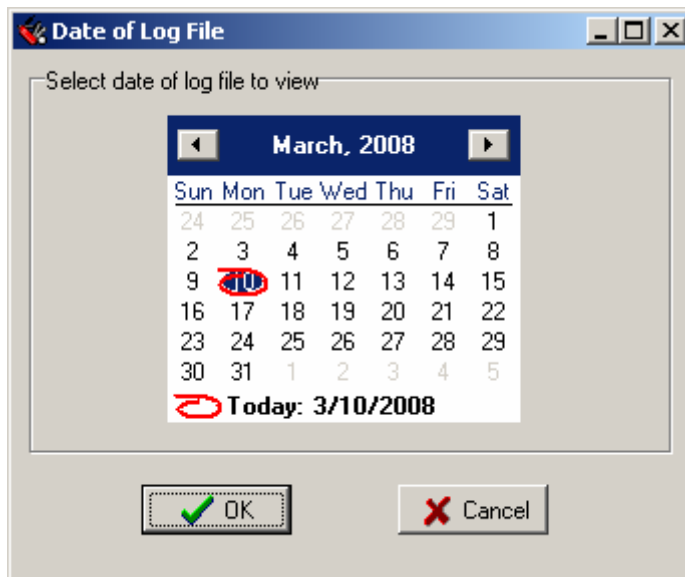 Date of Log File
Select date of log file to view
March, 2008
Sun Mon Tue Wed Thu Fri Sat
24 25 26 27 28 29 1
2 3 4 5 6 7 8
9 10 11 12 13 14 15
16 17 18 19 20 21 22
23 24 25 26 27 28 29
30 31 1 2 3 4 5
Today: 3/10/2008
OK Cancel